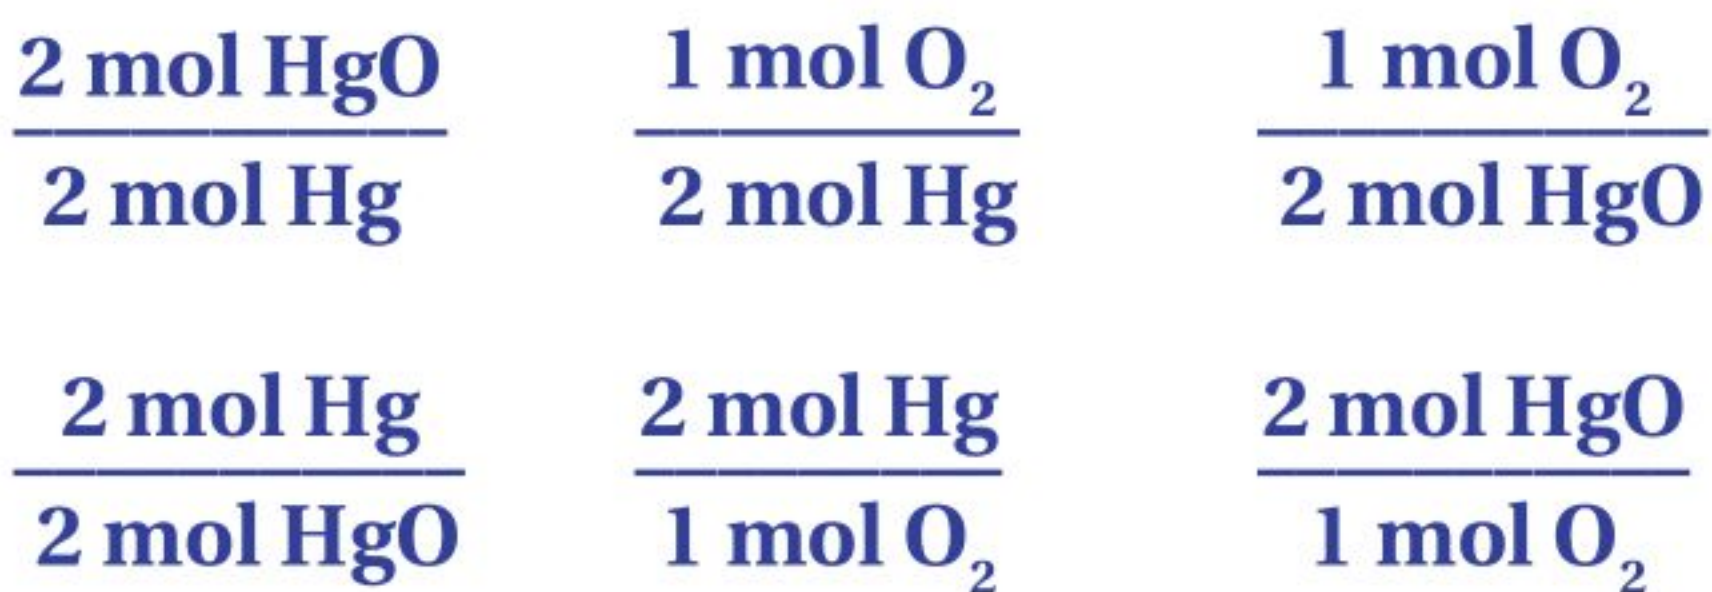 2 mol HgO 1 mol O₂ 1 mol O₂
2 mol Hg 2 mol Hg 2 mol HgO
2 mol Hg 2 mol Hg 2 mol HgO
2 mol HgO 1 mol O₂ 1 mol O₂